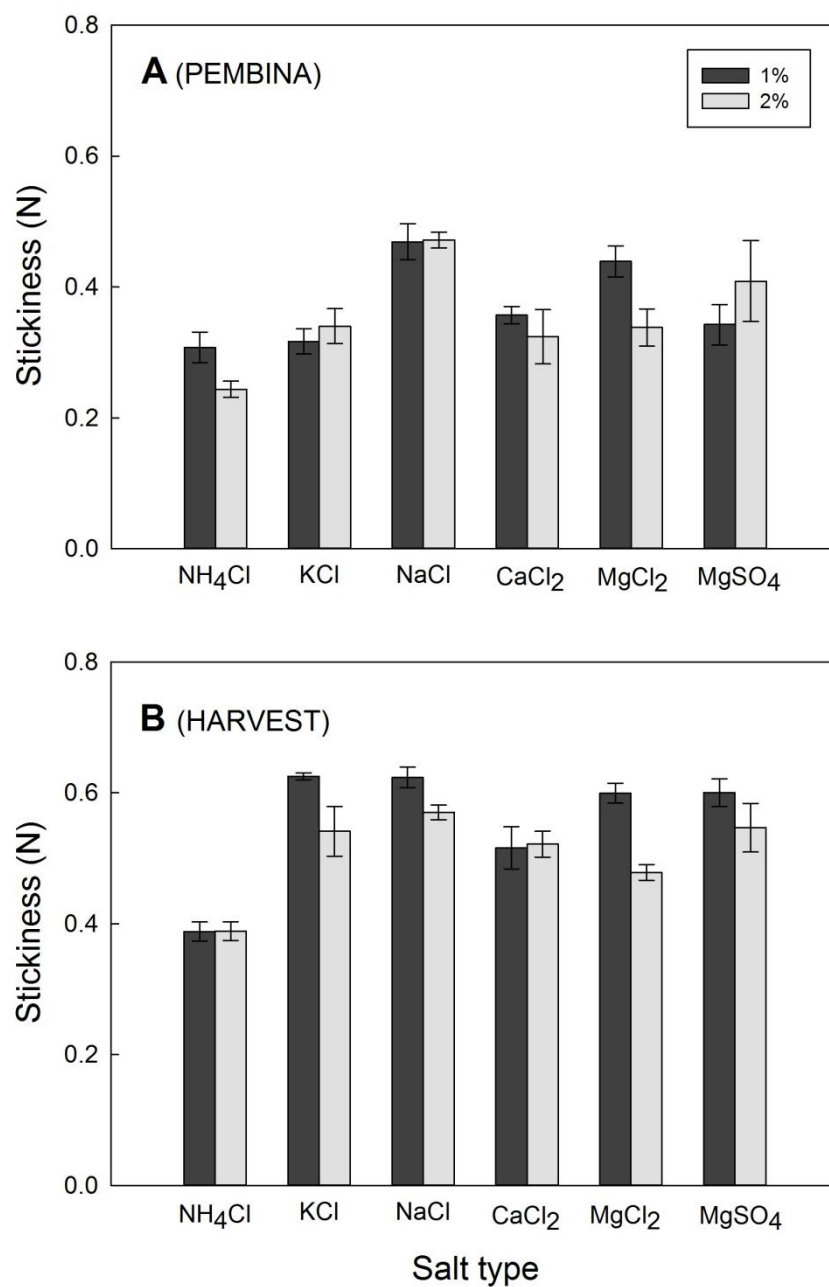 0.8
A (PEMBINA)
1%
2%
0.6
0.4
0.2
0.0
Stickiness (N)
NH₄Cl KCl NaCl CaCl₂ MgCl₂ MgSO₄
0.8
B (HARVEST)
0.6
0.4
0.2
0.0
Stickiness (N)
NH₄Cl KCl NaCl CaCl₂ MgCl₂ MgSO₄
Salt type